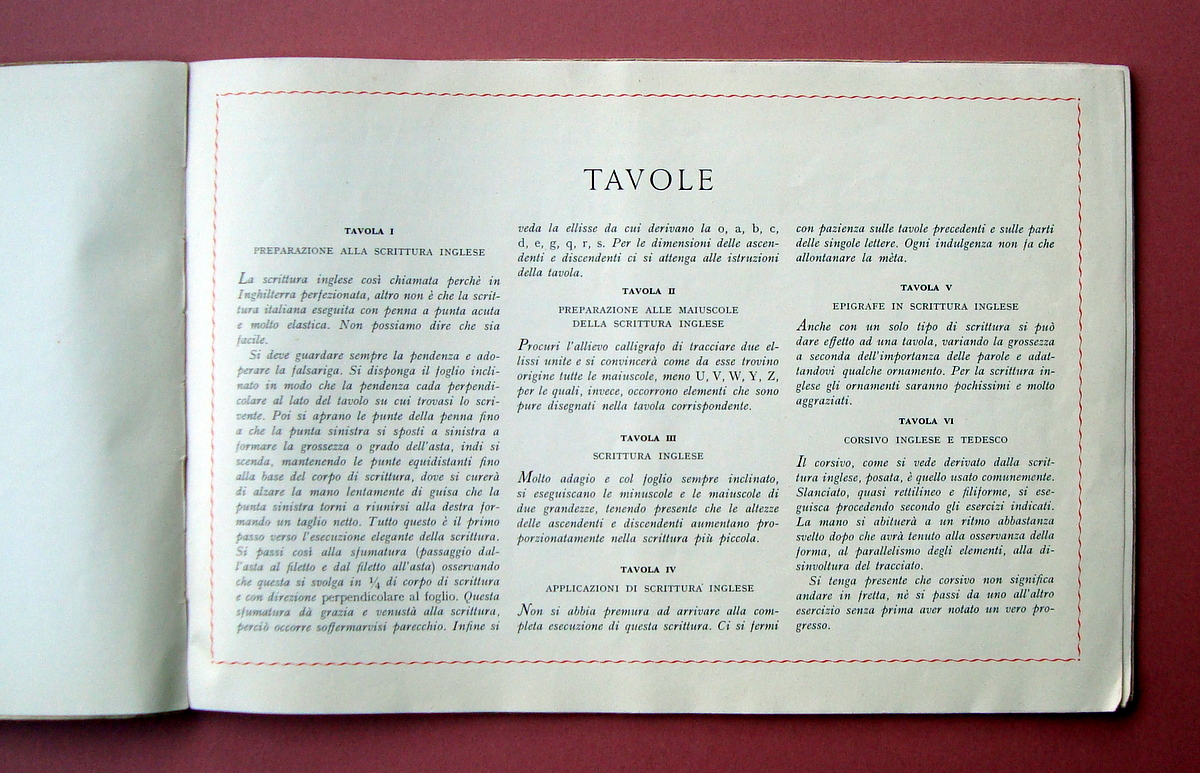 TAVOLE
TAVOLA I
PREPARAZIONE ALLA SCRITTURA INGLESE
La scrittura inglese così chiamata perchè in
Inghilterra perfezionata, altro non è che la scrit-
tura italiana eseguita con penna a punta acuta
e molto elastica. Non possiamo dire che sia
facile.
Si deve guardare sempre la pendenza e ado-
perare la falsariga. Si disponga il foglio incli-
nato in modo che la pendenza cada perpendi-
colare al lato del tavolo su cui trovasi lo scri-
vente. Poi si aprano le punte della penna fino
a che la punta sinistra si sposti a sinistra a
formare la grossezza o grado dell'asta, indi si
scenda, mantenendo le punte equidistanti fino
alla base del corpo di scrittura, dove si curerà
di alzare la mano lentamente di guisa che la
punta sinistra torni a riunirsi alla destra for-
mando un taglio netto. Tutto questo è il primo
passo verso l'esecuzione elegante della scrittura.
Si passi così alla sfumatura (passaggio dal-
l'asta al filetto e dal filetto all'asta) osservando
che questa si svolga in ¼ di corpo di scrittura
e con direzione perpendicolare al foglio. Questa
sfumatura dà grazia e venustà alla scrittura,
perciò occorre soffermarvisi parecchio. Infine si
veda la ellisse da cui derivano la o, a, b, c,
d, e, g, q, r, s. Per le dimensioni delle ascen-
denti e discendenti ci si attenga alle istruzioni
della tavola.
TAVOLA II
PREPARAZIONE ALLE MAIUSCOLE
DELLA SCRITTURA INGLESE
Procuri l'allievo calligrafo di tracciare due el-
lissi unite e si convincerà come da esse trovino
origine tutte le maiuscole, meno U, V, W, Y, Z,
per le quali, invece, occorrono elementi che sono
pure disegnati nella tavola corrispondente.
TAVOLA III
SCRITTURA INGLESE
Molto adagio e col foglio sempre inclinato,
si eseguiscano le minuscole e le maiuscole di
due grandezze, tenendo presente che le altezze
delle ascendenti e discendenti aumentano pro-
porzionatamente nella scrittura più piccola.
TAVOLA IV
APPLICAZIONI DI SCRITTURA INGLESE
Non si abbia premura ad arrivare alla com-
pleta esecuzione di questa scrittura. Ci si fermi
con pazienza sulle tavole precedenti e sulle parti
delle singole lettere. Ogni indulgenza non fa che
allontanare la mèta.
TAVOLA V
EPIGRAFE IN SCRITTURA INGLESE
Anche con un solo tipo di scrittura si può
dare effetto ad una tavola, variando la grossezza
a seconda dell'importanza delle parole e adat-
tandovi qualche ornamento. Per la scrittura in-
glese gli ornamenti saranno pochissimi e molto
aggraziati.
TAVOLA VI
CORSIVO INGLESE E TEDESCO
Il corsivo, come si vede derivato dalla scrit-
tura inglese, posata, è quello usato comunemente.
Slanciato, quasi rettilineo e filiforme, si ese-
guisca procedendo secondo gli esercizi indicati.
La mano si abituerà a un ritmo abbastanza
svelto dopo che avrà tenuto alla osservanza della
forma, al parallelismo degli elementi, alla di-
sinvoltura del tracciato.
Si tenga presente che corsivo non significa
andare in fretta, nè si passi da uno all'altro
esercizio senza prima aver notato un vero pro-
gresso.